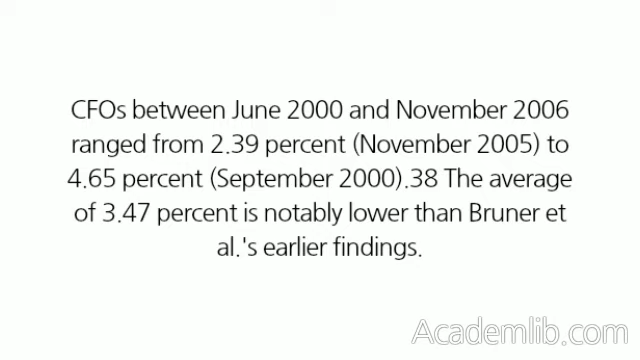 CFOs between June 2000 and November 2006
ranged from 2.39 percent (November 2005) to
4.65 percent (September 2000).38 The average
of 3.47 percent is notably lower than Bruner et
al.'s earlier findings.
Academlib.com